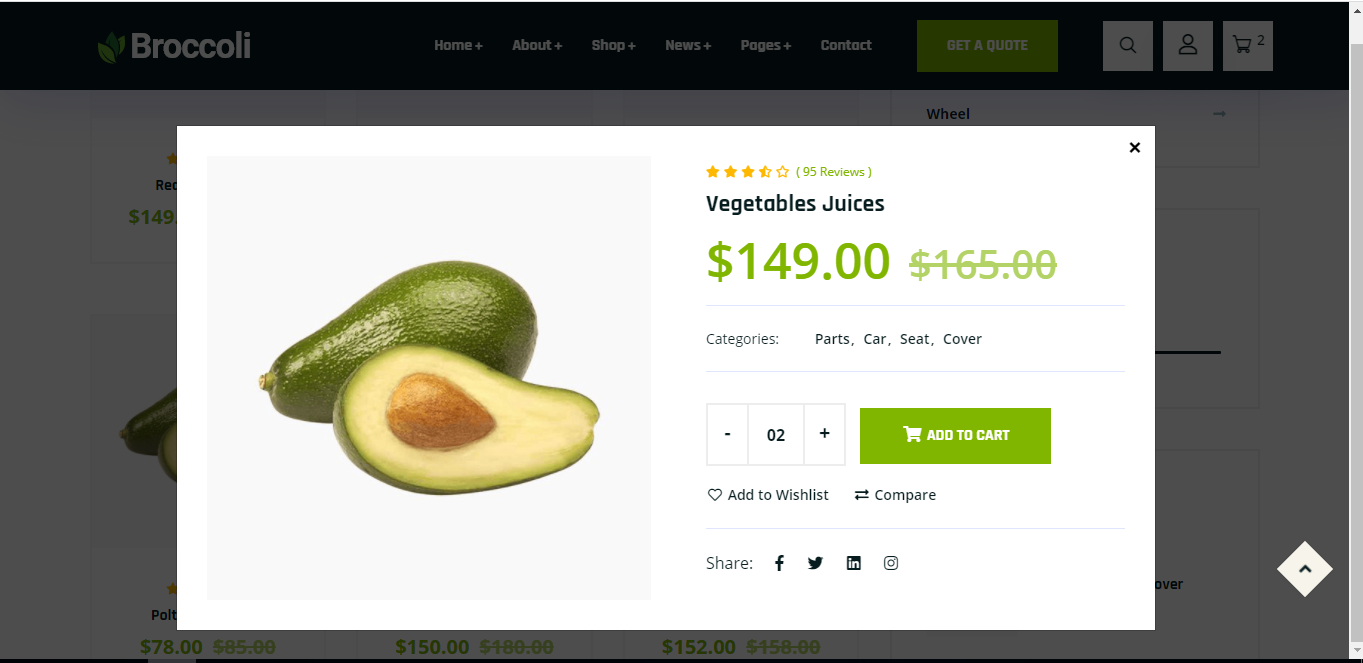 Broccoli
Home + About + Shop + News + Pages + Contact GET A QUOTE 2
Wheel
( 95 Reviews )
Vegetables Juices
$149.00 $165.00
Categories: Parts, Car, Seat, Cover
- 02 + ADD TO CART
Add to Wishlist Compare
Share:
$149.
$78.00 $85.00 $150.00 $180.00 $152.00 $158.00